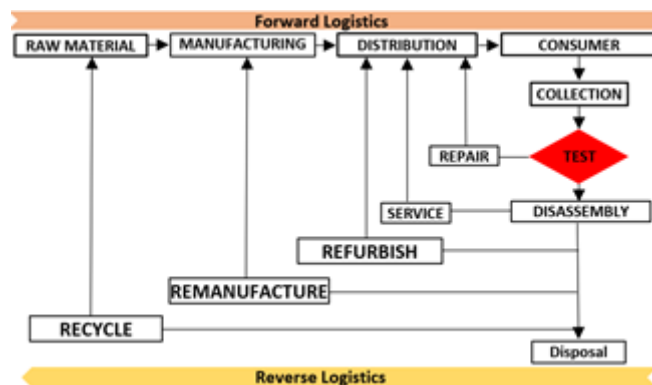 Forward Logistics
RAW MATERIAL
MANUFACTURING
DISTRIBUTION
CONSUMER
COLLECTION
REPAIR
TEST
SERVICE
DISASSEMBLY
REFURBISH
REMANUFACTURE
RECYCLE
Disposal
Reverse Logistics